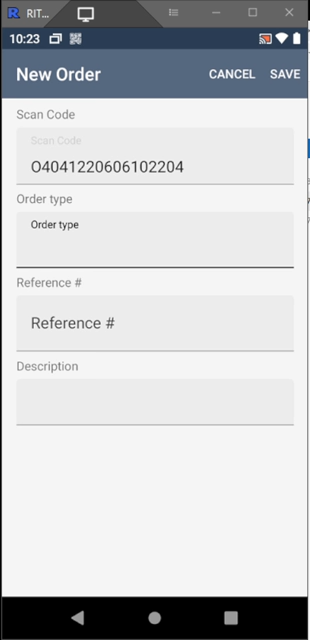 RIT...
10:23
New Order CANCEL SAVE
Scan Code
Scan Code
O4041220606102204
Order type
Order type
Reference #
Reference #
Description